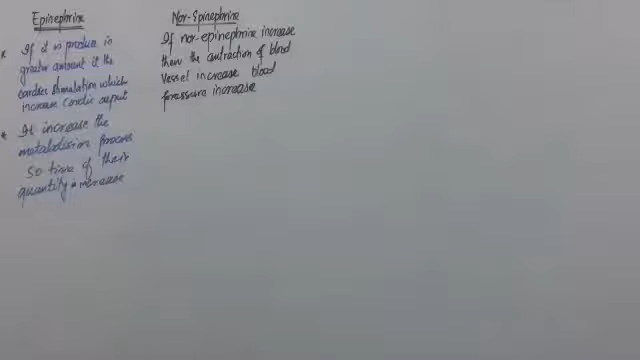 Epinephrine
* If it is produce in
greater amount it the
cardiac stimulation which
increase cardic output
* It increase the
metabolism process
so time of their
quantity is increase
Nor-Epinephrine
If nor-epinephrine increase
then the contraction of blood
vessel increase blood
pressure increase